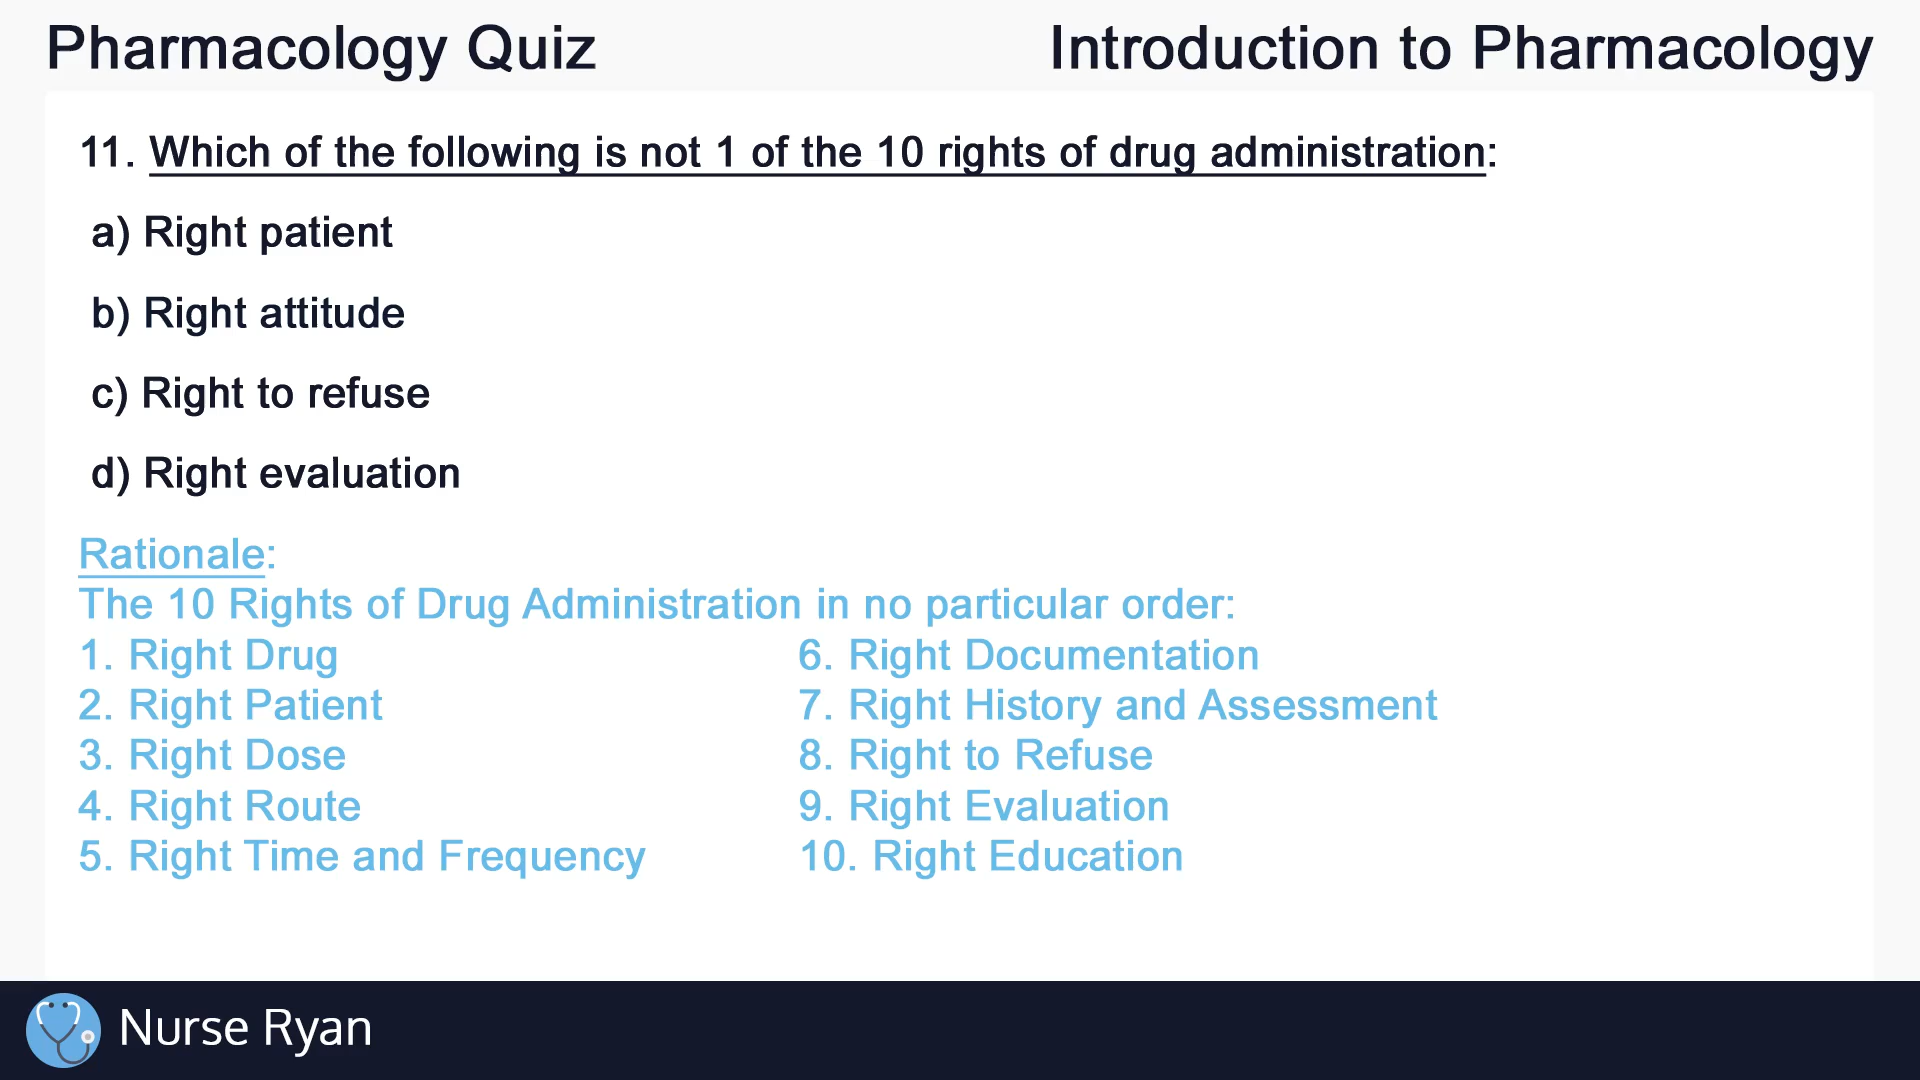 Pharmacology Quiz
Introduction to Pharmacology
11. Which of the following is not 1 of the 10 rights of drug administration:
a) Right patient
b) Right attitude
c) Right to refuse
d) Right evaluation
Rationale:
The 10 Rights of Drug Administration in no particular order:
1. Right Drug
2. Right Patient
3. Right Dose
4. Right Route
5. Right Time and Frequency
6. Right Documentation
7. Right History and Assessment
8. Right to Refuse
9. Right Evaluation
10. Right Education
Nurse Ryan